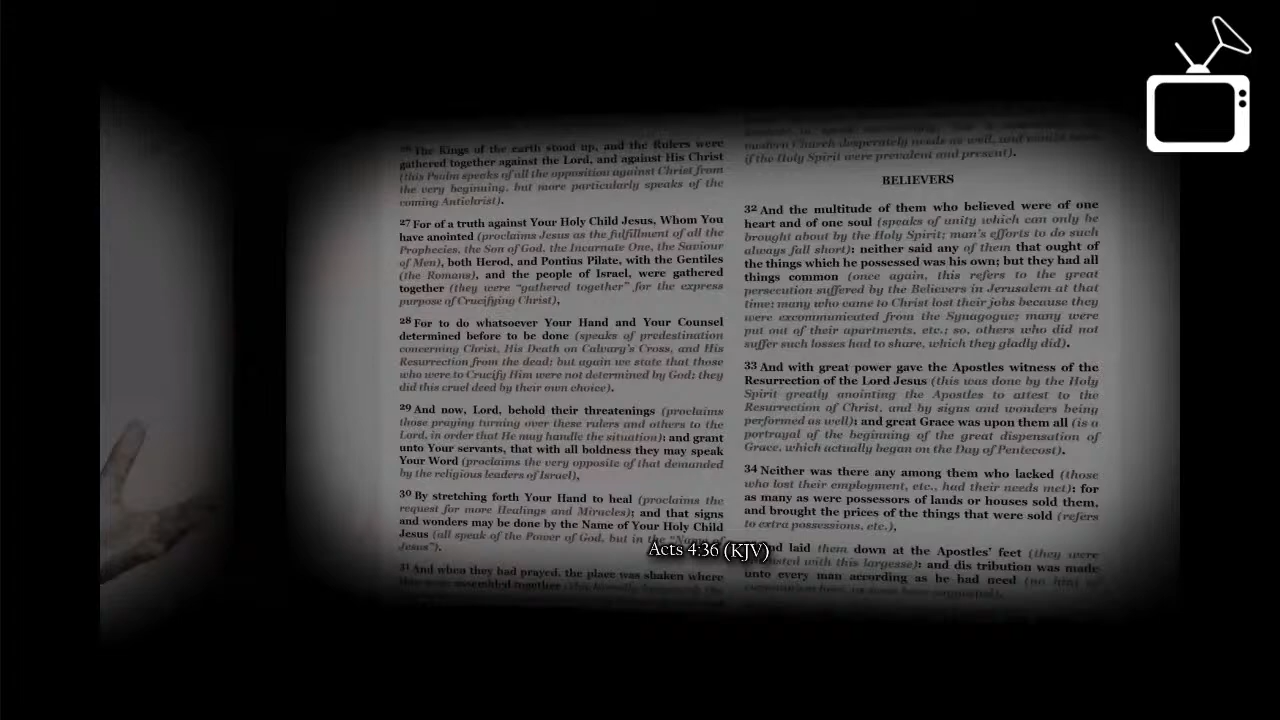 26 The Kings of the earth stood up, and the Rulers were
gathered together against the Lord, and against His Christ
(this Psalm speaks of all the opposition against Christ from
the very beginning, but more particularly speaks of the
coming Antichrist).
27 For of a truth against Your Holy Child Jesus, Whom You
have anointed (proclaims Jesus as the fulfillment of all the
Prophecies, the Son of God, the Incarnate One, the Saviour
of Men), both Herod, and Pontius Pilate, with the Gentiles
(the Romans), and the people of Israel, were gathered
together (they were “gathered together” for the express
purpose of Crucifying Christ),
28 For to do whatsoever Your Hand and Your Counsel
determined before to be done (speaks of predestination
concerning Christ, His Death on Calvary's Cross, and His
Resurrection from the dead; but again we state that those
who were to Crucify Him were not determined by God; they
did this cruel deed by their own choice).
29 And now, Lord, behold their threatenings (proclaims
those praying turning over these rulers and others to the
Lord, in order that He may handle the situation): and grant
unto Your servants, that with all boldness they may speak
Your Word (proclaims the very opposite of that demanded
by the religious leaders of Israel),
30 By stretching forth Your Hand to heal (proclaims the
request for more Healings and Miracles); and that signs
and wonders may be done by the Name of Your Holy Child
Jesus (all speak of the Power of God, but in the “Name of
Jesus”).
31 And when they had prayed, the place was shaken where
modern Church desperately needs as well, and would
if the Holy Spirit were prevalent and present).
BELIEVERS
32 And the multitude of them who believed were of one
heart and of one soul (speaks of unity which can only be
brought about by the Holy Spirit; man's efforts to do such
always fall short): neither said any of them that ought of
the things which he possessed was his own; but they had all
things common (once again, this refers to the great
persecution suffered by the Believers in Jerusalem at that
time; many who came to Christ lost their jobs because they
were excommunicated from the Synagogue; many were
put out of their apartments, etc.; so, others who did not
suffer such losses had to share, which they gladly did).
33 And with great power gave the Apostles witness of the
Resurrection of the Lord Jesus (this was done by the Holy
Spirit greatly anointing the Apostles to attest to the
Resurrection of Christ, and by signs and wonders being
performed as well): and great Grace was upon them all (is a
portrayal of the beginning of the great dispensation of
Grace, which actually began on the Day of Pentecost).
34 Neither was there any among them who lacked (those
who lost their employment, etc., had their needs met): for
as many as were possessors of lands or houses sold them,
and brought the prices of the things that were sold (refers
to extra possessions, etc.),
laid them down at the Apostles' feet (they were
with this largesse): and dis tribution was made
unto every man according as he had need (no hint of
Acts 4:36 (KJV)